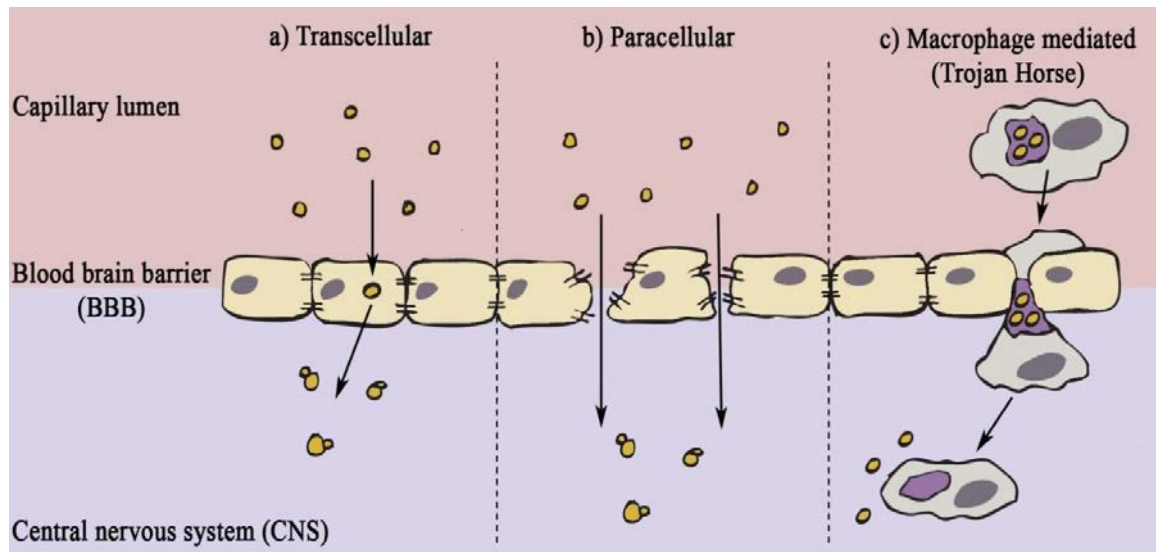 a) Transcellular
b) Paracellular
c) Macrophage mediated
(Trojan Horse)
Capillary lumen
Blood brain barrier
(BBB)
Central nervous system (CNS)